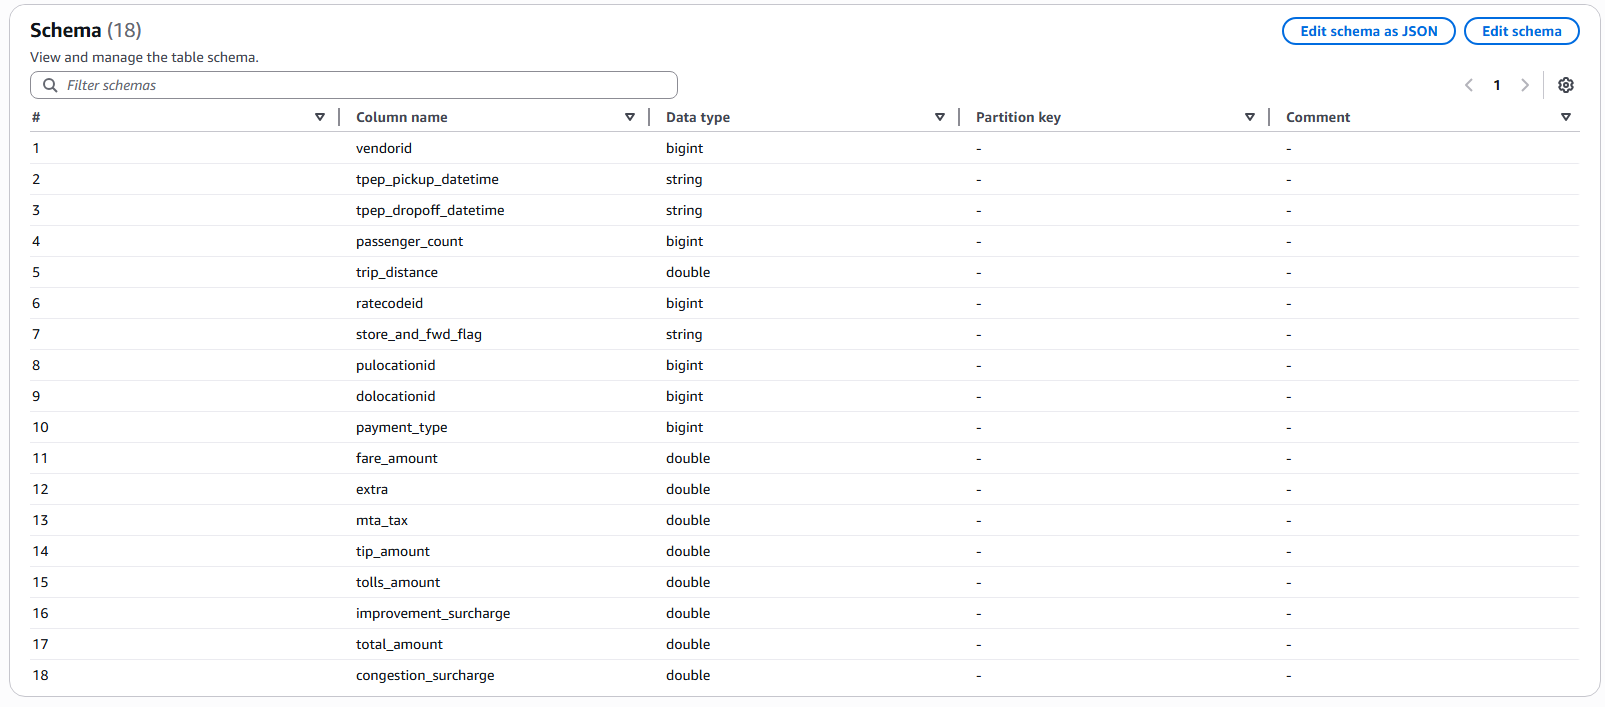 Schema (18)
Edit schema as JSON
Edit schema
View and manage the table schema.
Filter schemas
1
# Column name Data type Partition key Comment
1 vendorid bigint - -
2 tpep_pickup_datetime string - -
3 tpep_dropoff_datetime string - -
4 passenger_count bigint - -
5 trip_distance double - -
6 ratecodeid bigint - -
7 store_and_fwd_flag string - -
8 pulocationid bigint - -
9 dolocationid bigint - -
10 payment_type bigint - -
11 fare_amount double - -
12 extra double - -
13 mta_tax double - -
14 tip_amount double - -
15 tolls_amount double - -
16 improvement_surcharge double - -
17 total_amount double - -
18 congestion_surcharge double - -